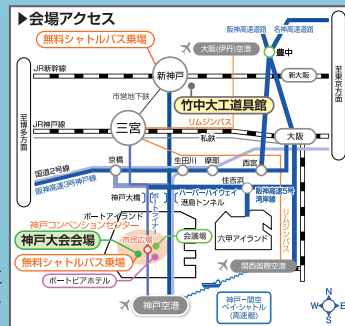 ▶会場アクセス
無料シャトルバス乗場
阪神高速道路
名神高速道路
大阪(伊丹)空港
豊中
至東京方面
JR新幹線
新神戸
新大阪
市営地下鉄
竹中大工道具館
至博多方面
JR神戸線
三宮
リムジンバス
私鉄
大阪
京橋
生田川
摩耶
西宮
国道2号線
阪神高速3号神戸線
住吉浜
神戸大橋
ポートライナー
ハーバーハイウェイ
港島トンネル
阪神高速5号
湾岸線
ポートアイランド
神戸コンベンションセンター
市民広場
会議場
神戸大会会場
六甲アイランド
リムジンバス
無料シャトルバス乗場
関西国際空港
ポートピアホテル
神戸空港
神戸−関空
ベイ・シャトル
(高速艇)
N
W
E
S